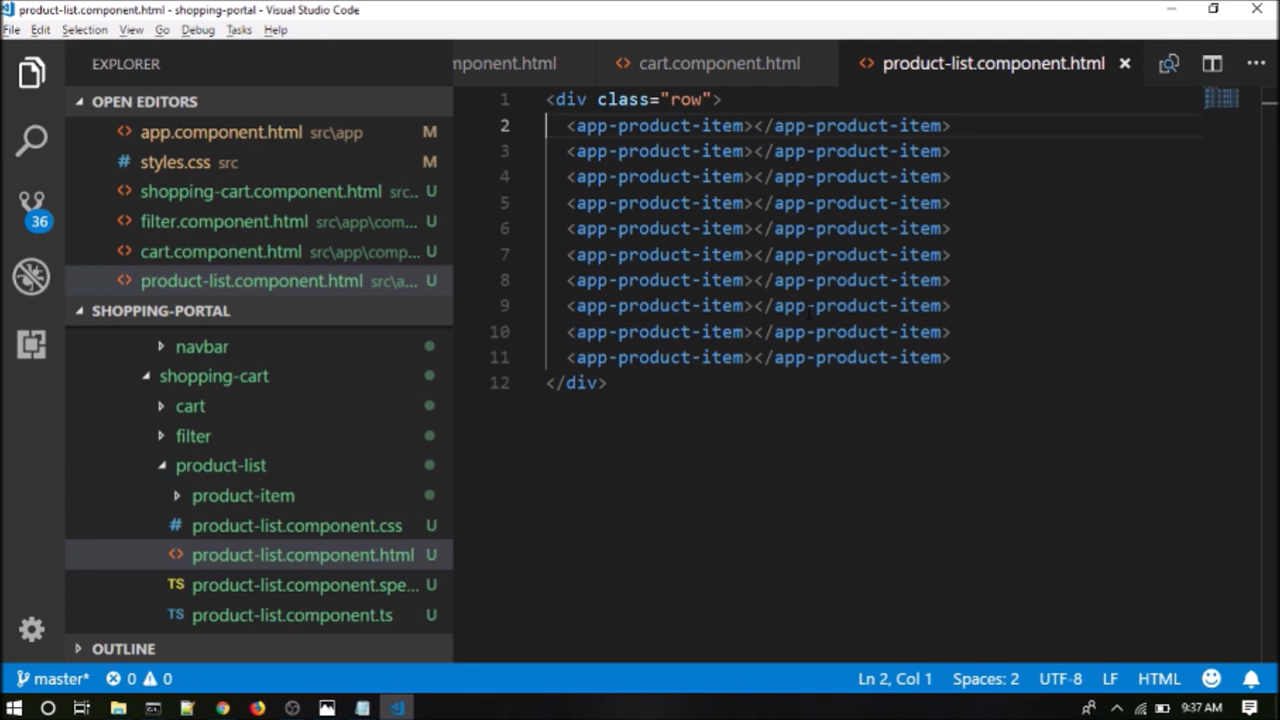 product-list.component.html - shopping-portal - Visual Studio Code
File Edit Selection View Go Debug Tasks Help
EXPLORER
OPEN EDITORS
app.component.html src\app M
styles.css src M
shopping-cart.component.html src... U
filter.component.html src\app\com... U
cart.component.html src\app\comp... U
product-list.component.html src\a... U
SHOPPING-PORTAL
navbar
shopping-cart
cart
filter
product-list
product-item
product-list.component.css U
product-list.component.html U
TS product-list.component.spe... U
TS product-list.component.ts U
OUTLINE
36
mponent.html cart.component.html product-list.component.html
1 <div class="row">
2 <app-product-item></app-product-item>
3 <app-product-item></app-product-item>
4 <app-product-item></app-product-item>
5 <app-product-item></app-product-item>
6 <app-product-item></app-product-item>
7 <app-product-item></app-product-item>
8 <app-product-item></app-product-item>
9 <app-product-item></app-product-item>
10 <app-product-item></app-product-item>
11 <app-product-item></app-product-item>
12 </div>
master* 0 0 Ln 2, Col 1 Spaces: 2 UTF-8 LF HTML
9:37 AM